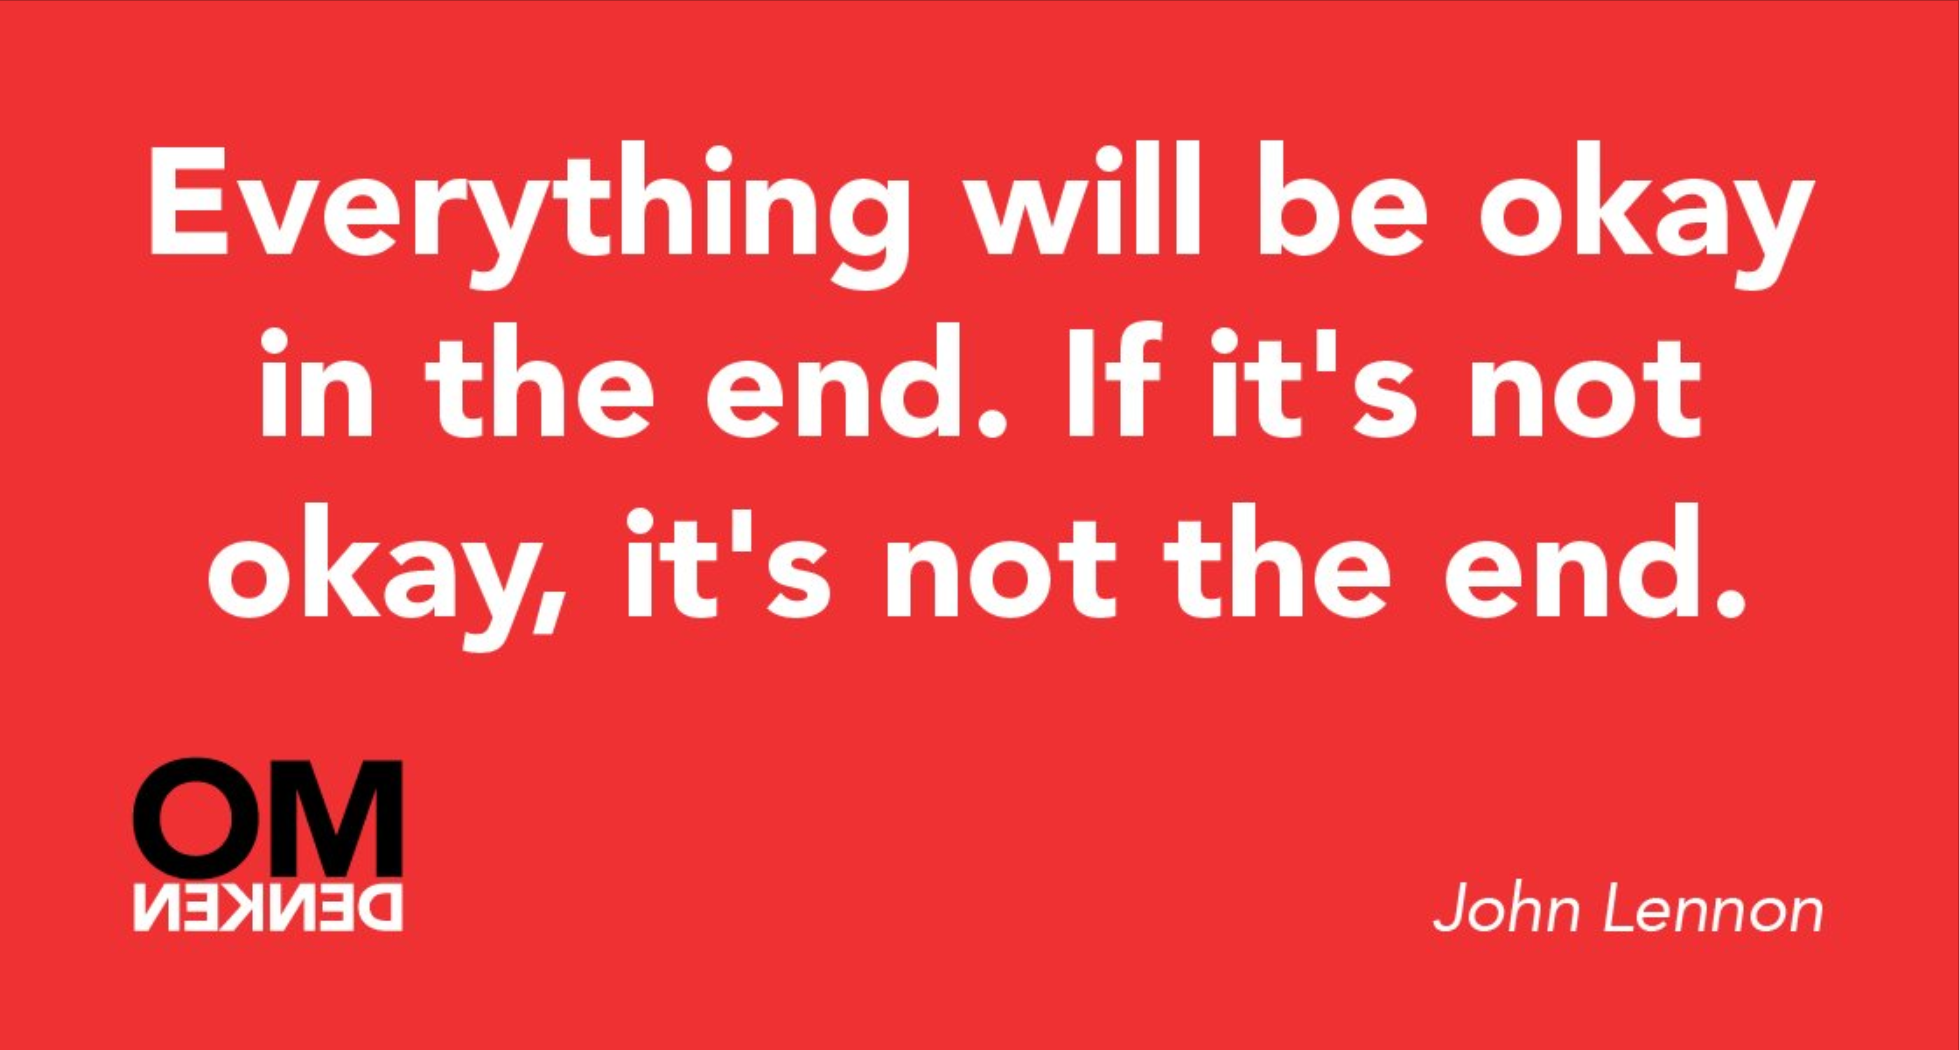 Everything will be okay
in the end. If it's not
okay, it's not the end.
OM
DENKEN
John Lennon